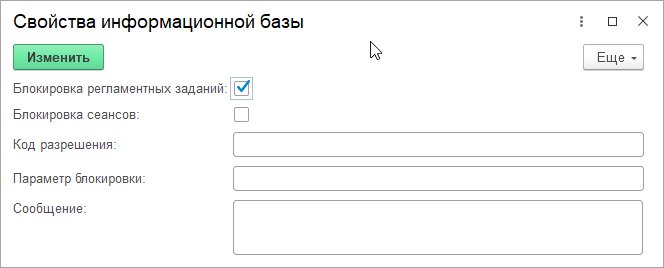 Свойства информационной базы
Изменить
Еще
Блокировка регламентных заданий:
Блокировка сеансов:
Код разрешения:
Параметр блокировки:
Сообщение: